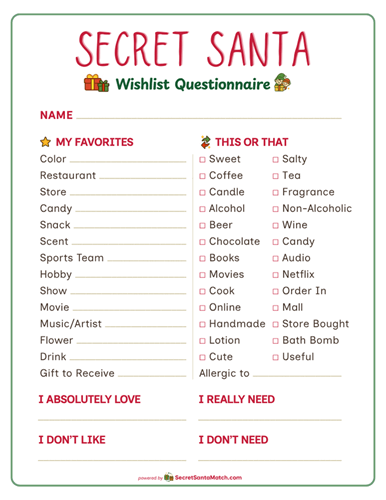 SECRET SANTA
Wishlist Questionnaire
NAME
MY FAVORITES
Color
Restaurant
Store
Candy
Snack
Scent
Sports Team
Hobby
Show
Movie
Music/Artist
Flower
Drink
Gift to Receive
THIS OR THAT
Sweet Salty
Coffee Tea
Candle Fragrance
Alcohol Non-Alcoholic
Beer Wine
Chocolate Candy
Books Audio
Movies Netflix
Cook Order In
Online Mall
Handmade Store Bought
Lotion Bath Bomb
Cute Useful
Allergic to
I ABSOLUTELY LOVE
I REALLY NEED
I DON'T LIKE
I DON'T NEED
powered by SecretSantaMatch.com